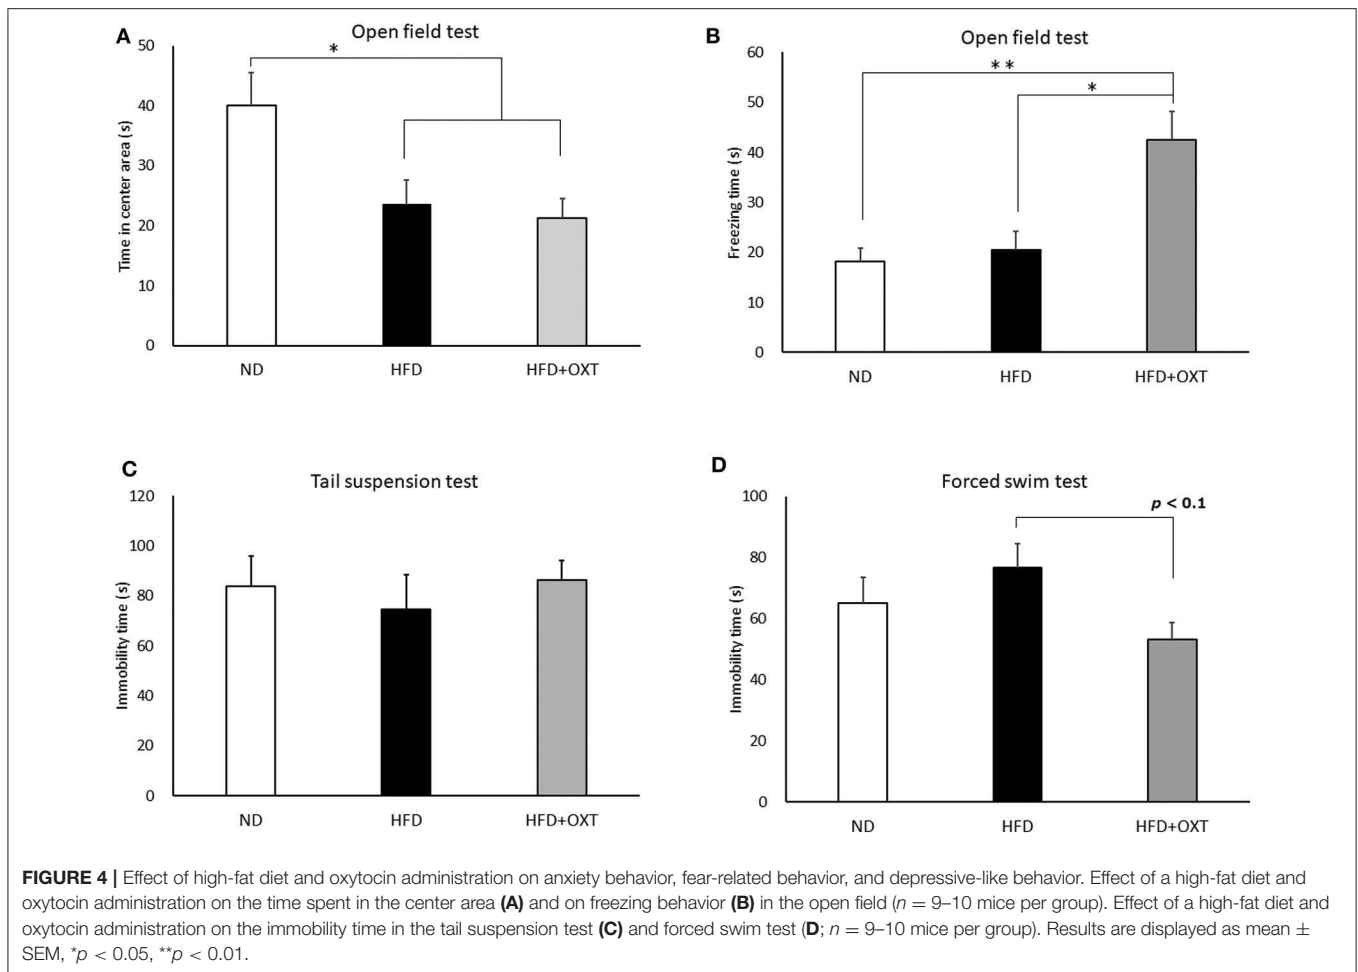 A
Open field test
50
40
30
20
10
0
Time in center area (s)
*
ND
HFD
HFD+OXT
B
Open field test
60
50
40
30
20
10
0
Freezing time (s)
**
*
ND
HFD
HFD+OXT
C
Tail suspension test
120
100
80
60
40
20
0
Immobility time (s)
ND
HFD
HFD+OXT
D
Forced swim test
100
80
60
40
20
0
Immobility time (s)
p < 0.1
ND
HFD
HFD+OXT
FIGURE 4 | Effect of high-fat diet and oxytocin administration on anxiety behavior, fear-related behavior, and depressive-like behavior. Effect of a high-fat diet and
oxytocin administration on the time spent in the center area (A) and on freezing behavior (B) in the open field (n = 9–10 mice per group). Effect of a high-fat diet and
oxytocin administration on the immobility time in the tail suspension test (C) and forced swim test (D; n = 9–10 mice per group). Results are displayed as mean ±
SEM, *p < 0.05, **p < 0.01.